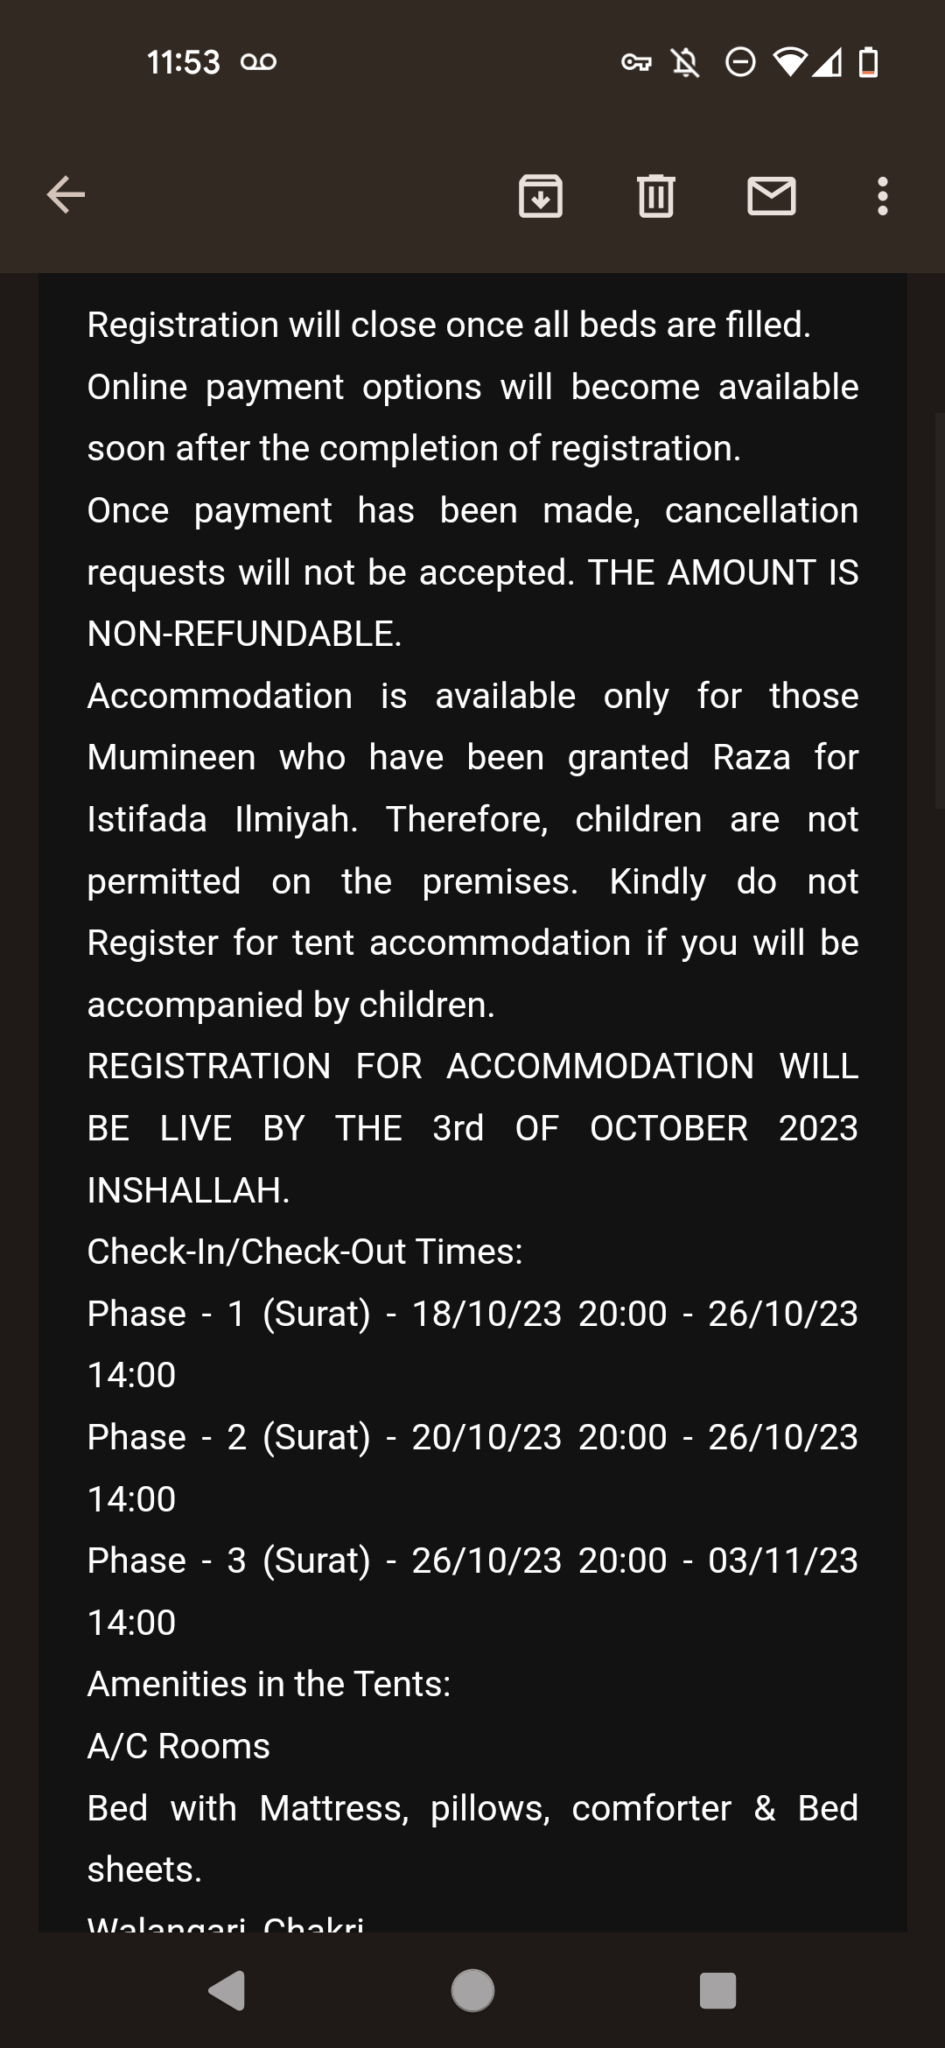 11:53
Registration will close once all beds are filled.
Online payment options will become available
soon after the completion of registration.
Once payment has been made, cancellation
requests will not be accepted. THE AMOUNT IS
NON-REFUNDABLE.
Accommodation is available only for those
Mumineen who have been granted Raza for
Istifada Ilmiyah. Therefore, children are not
permitted on the premises. Kindly do not
Register for tent accommodation if you will be
accompanied by children.
REGISTRATION FOR ACCOMMODATION WILL
BE LIVE BY THE 3rd OF OCTOBER 2023
INSHALLAH.
Check-In/Check-Out Times:
Phase - 1 (Surat) - 18/10/23 20:00 - 26/10/23
14:00
Phase - 2 (Surat) - 20/10/23 20:00 - 26/10/23
14:00
Phase - 3 (Surat) - 26/10/23 20:00 - 03/11/23
14:00
Amenities in the Tents:
A/C Rooms
Bed with Mattress, pillows, comforter & Bed
sheets.
Walangari, Chakri